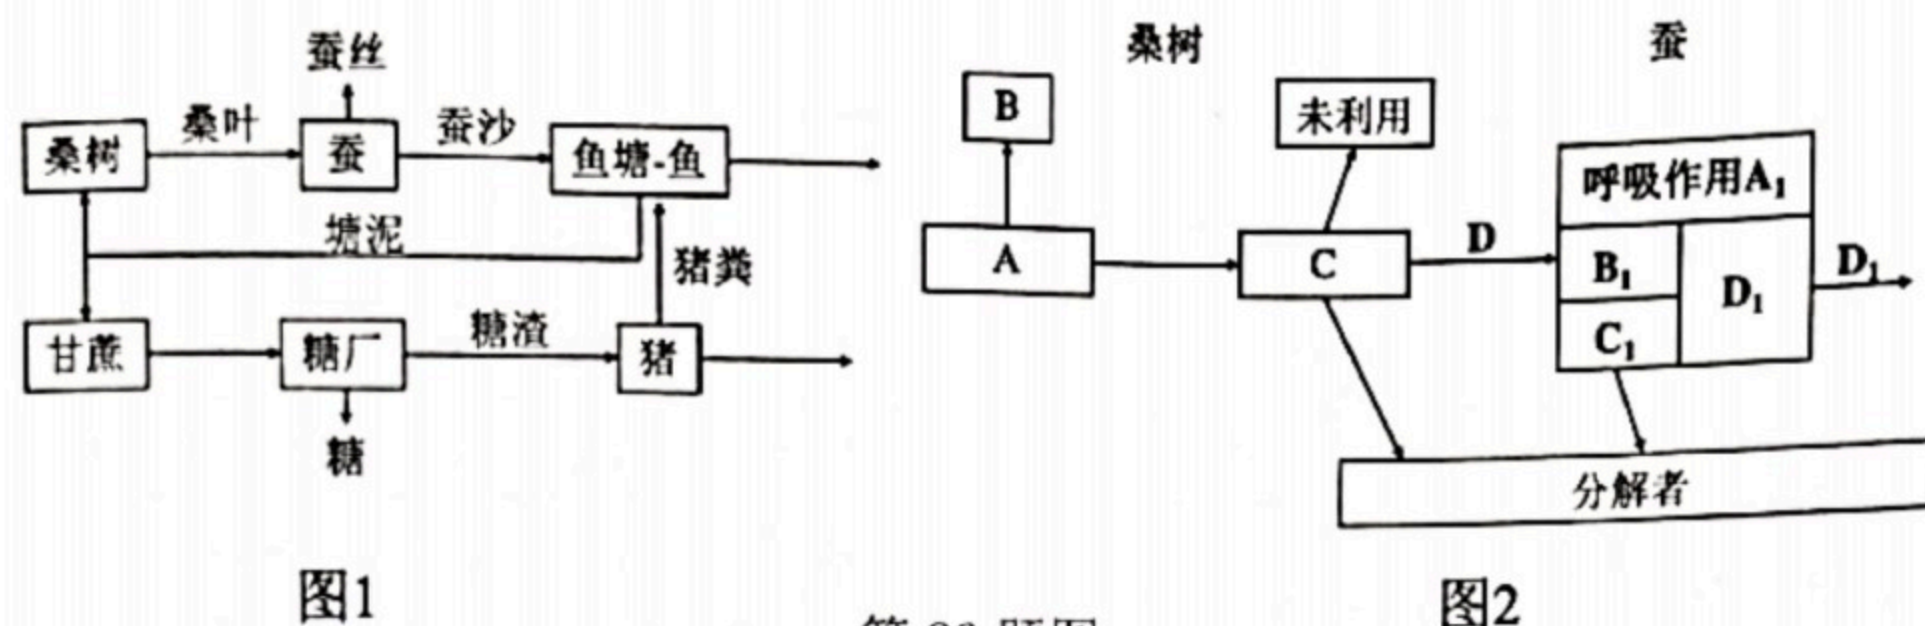 蚕丝
桑树
桑叶
蚕
蚕沙
鱼塘-鱼
塘泥
猪粪
甘蔗
糖厂
糖渣
猪
糖
图1
桑树
蚕
B
未利用
A
C
D
呼吸作用A₁
B₁
C₁
D₁
D₁
分解者
图2